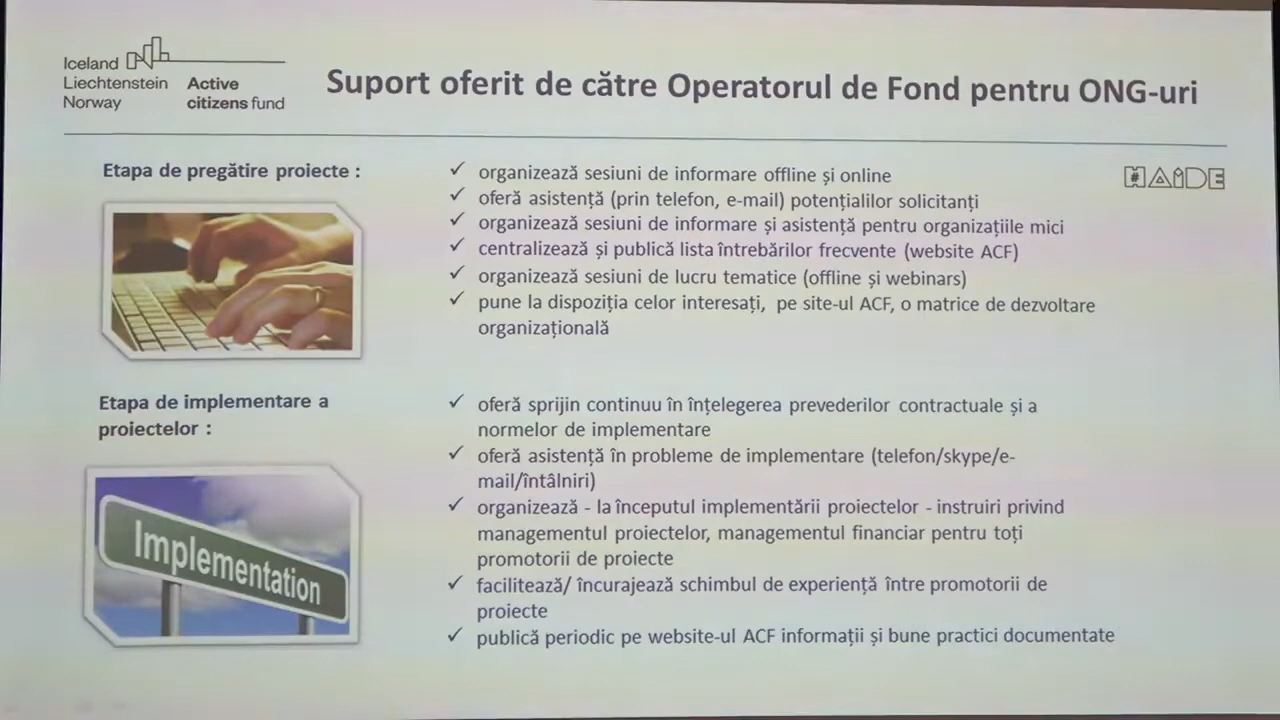 Iceland
Liechtenstein
Norway
Active
citizens fund
Suport oferit de către Operatorul de Fond pentru ONG-uri
#HAIDE
Etapa de pregătire proiecte :
✓ organizează sesiuni de informare offline și online
✓ oferă asistență (prin telefon, e-mail) potențialilor solicitanți
✓ organizează sesiuni de informare și asistență pentru organizațiile mici
✓ centralizează și publică lista întrebărilor frecvente (website ACF)
✓ organizează sesiuni de lucru tematice (offline și webinars)
✓ pune la dispoziția celor interesați, pe site-ul ACF, o matrice de dezvoltare
organizațională
Etapa de implementare a
proiectelor :
Implementation
✓ oferă sprijin continuu în înțelegerea prevederilor contractuale și a
normelor de implementare
✓ oferă asistență în probleme de implementare (telefon/skype/e-
mail/întâlniri)
✓ organizează - la începutul implementării proiectelor - instruiri privind
managementul proiectelor, managementul financiar pentru toți
promotorii de proiecte
✓ facilitează/ încurajează schimbul de experiență între promotorii de
proiecte
✓ publică periodic pe website-ul ACF informații și bune practici documentate